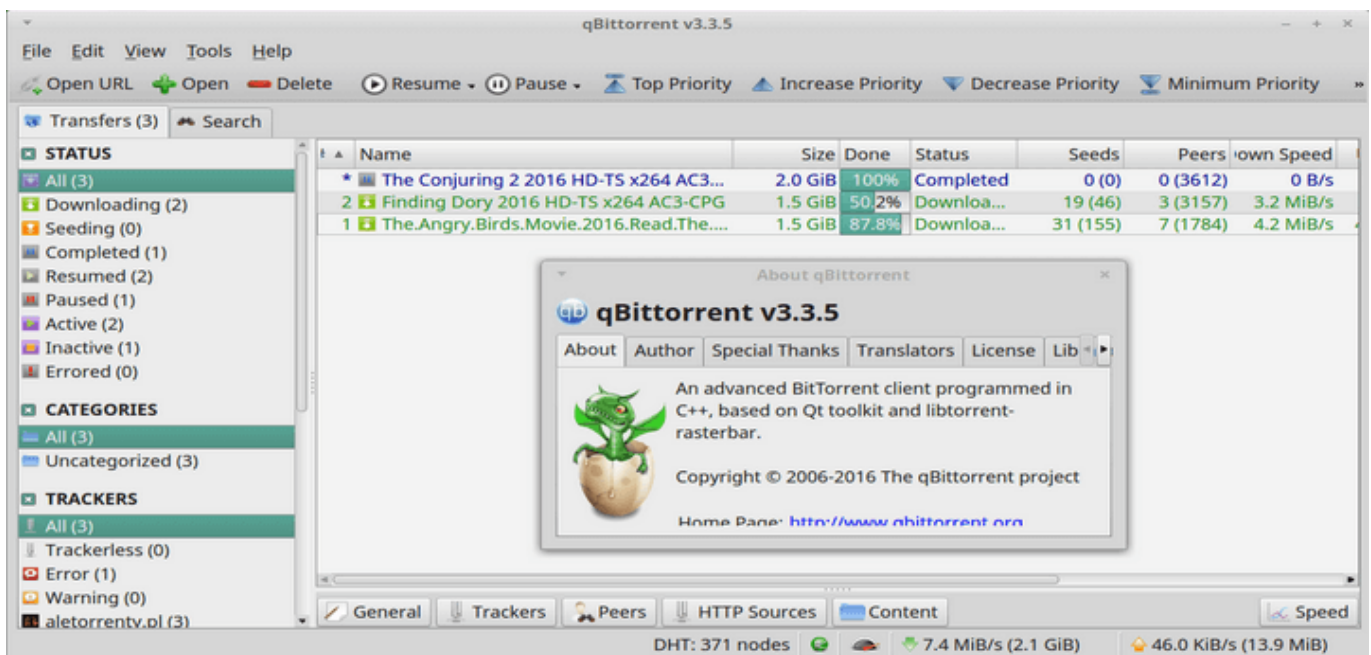 qBittorrent v3.3.5
File Edit View Tools Help
Open URL Open Delete Resume Pause Top Priority Increase Priority Decrease Priority Minimum Priority »
Transfers (3) Search
STATUS
All (3)
Downloading (2)
Seeding (0)
Completed (1)
Resumed (2)
Paused (1)
Active (2)
Inactive (1)
Errored (0)
CATEGORIES
All (3)
Uncategorized (3)
TRACKERS
All (3)
Trackerless (0)
Error (1)
Warning (0)
aletorrenty.pl (3)
Name Size Done Status Seeds Peers own Speed
* The Conjuring 2 2016 HD-TS x264 AC3... 2.0 GiB 100% Completed 0 (0) 0 (3612) 0 B/s
2 Finding Dory 2016 HD-TS x264 AC3-CPG 1.5 GiB 50.2% Downloa... 19 (46) 3 (3157) 3.2 MiB/s
1 The.Angry.Birds.Movie.2016.Read.The.... 1.5 GiB 87.8% Downloa... 31 (155) 7 (1784) 4.2 MiB/s
About qBittorrent
qb qBittorrent v3.3.5
About Author Special Thanks Translators License Lib
An advanced BitTorrent client programmed in
C++, based on Qt toolkit and libtorrent-
rasterbar.
Copyright © 2006-2016 The qBittorrent project
Home Page: http://www.qbittorrent.org
General Trackers Peers HTTP Sources Content Speed
DHT: 371 nodes 7.4 MiB/s (2.1 GiB) 46.0 KiB/s (13.9 MiB)